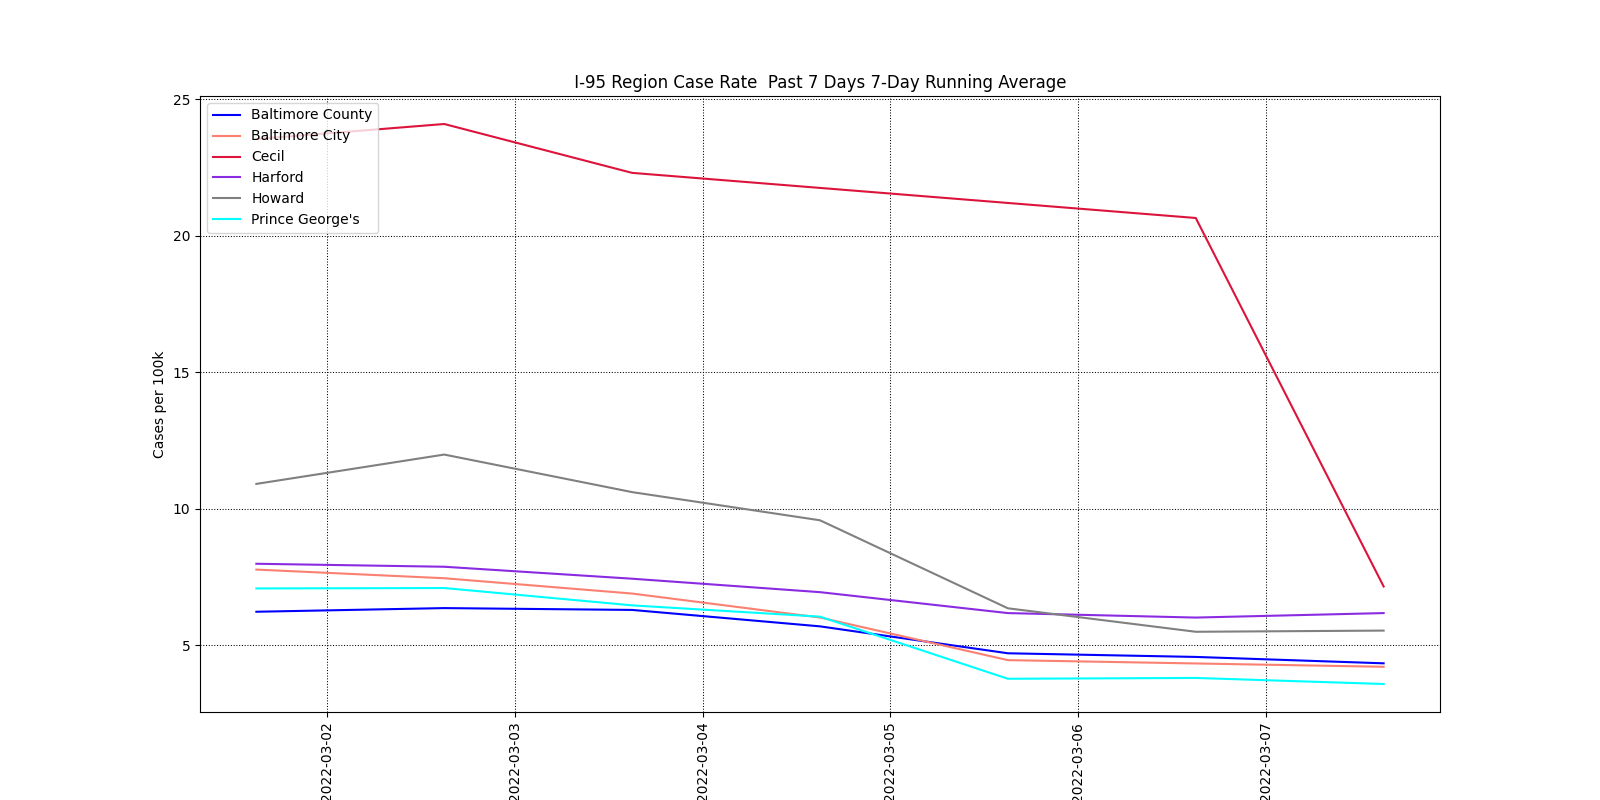 I-95 Region Case Rate  Past 7 Days 7-Day Running Average
25
20
15
10
5
Cases per 100k
Baltimore County
Baltimore City
Cecil
Harford
Howard
Prince George's
2022-03-02
2022-03-03
2022-03-04
2022-03-05
2022-03-06
2022-03-07